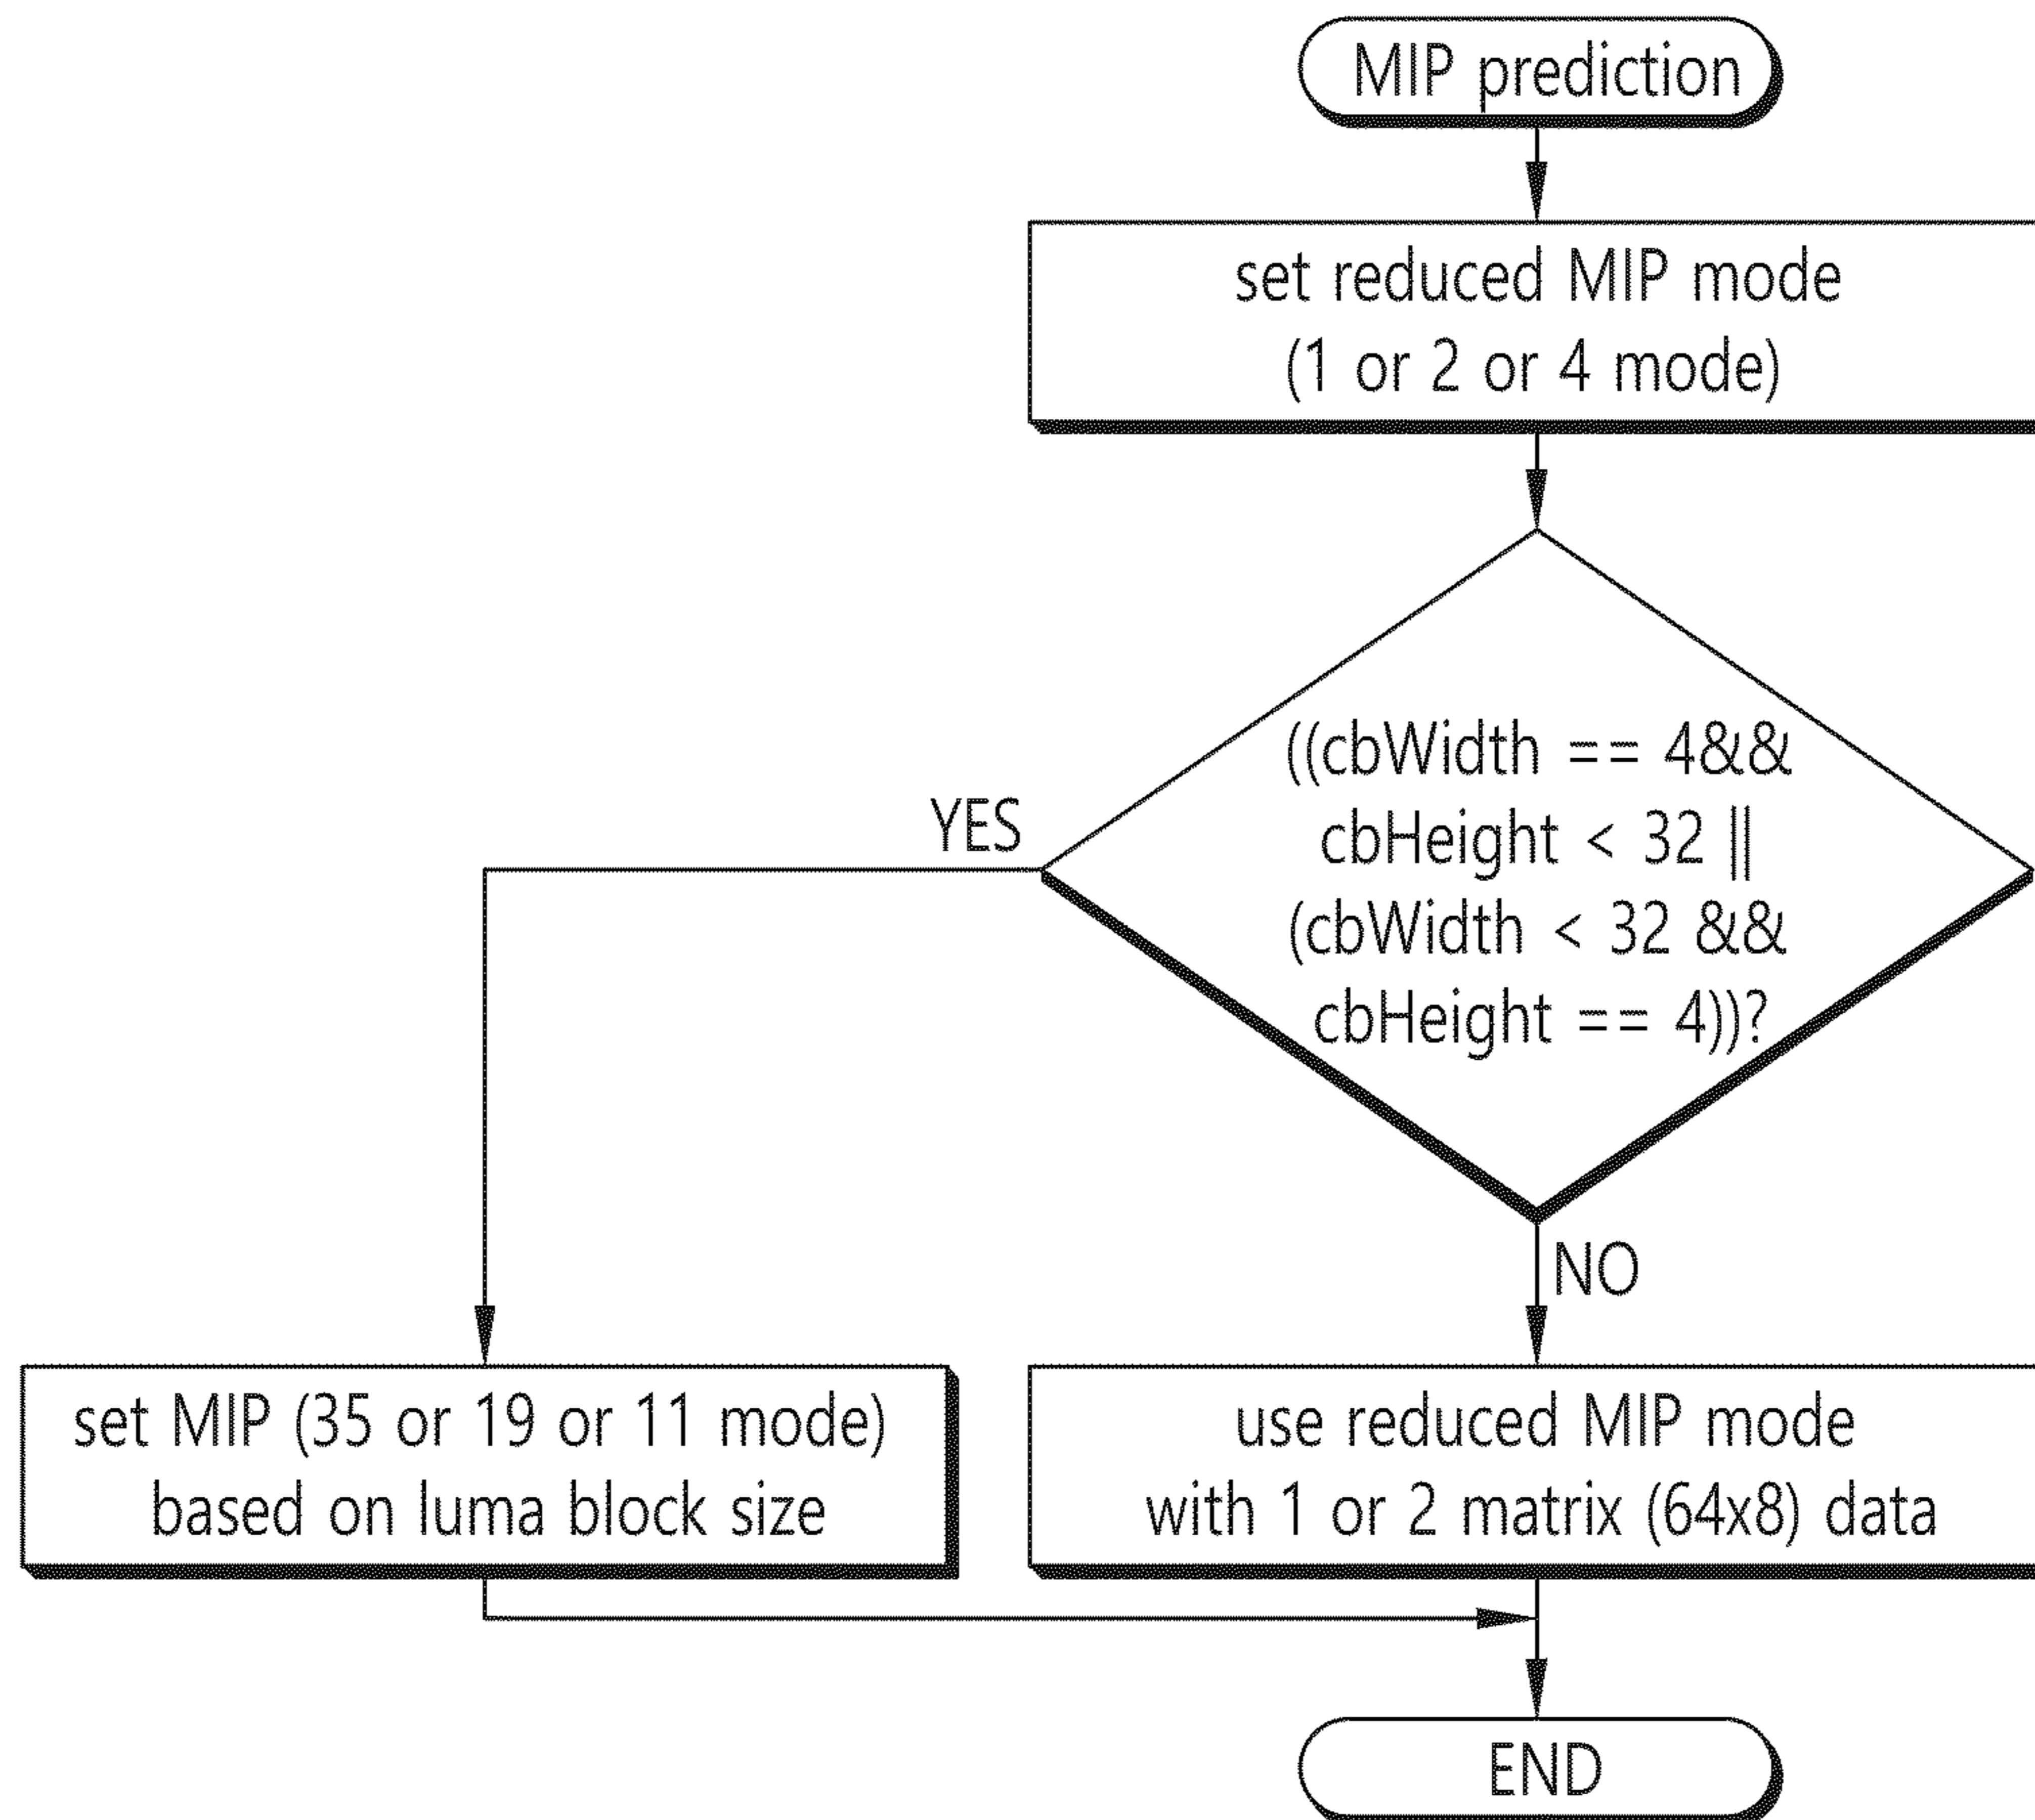 MIP prediction
set reduced MIP mode
(1 or 2 or 4 mode)
((cbWidth == 4&&
cbHeight < 32 ||
(cbWidth < 32 &&
cbHeight == 4))?
YES
NO
set MIP (35 or 19 or 11 mode)
based on luma block size
use reduced MIP mode
with 1 or 2 matrix (64x8) data
END